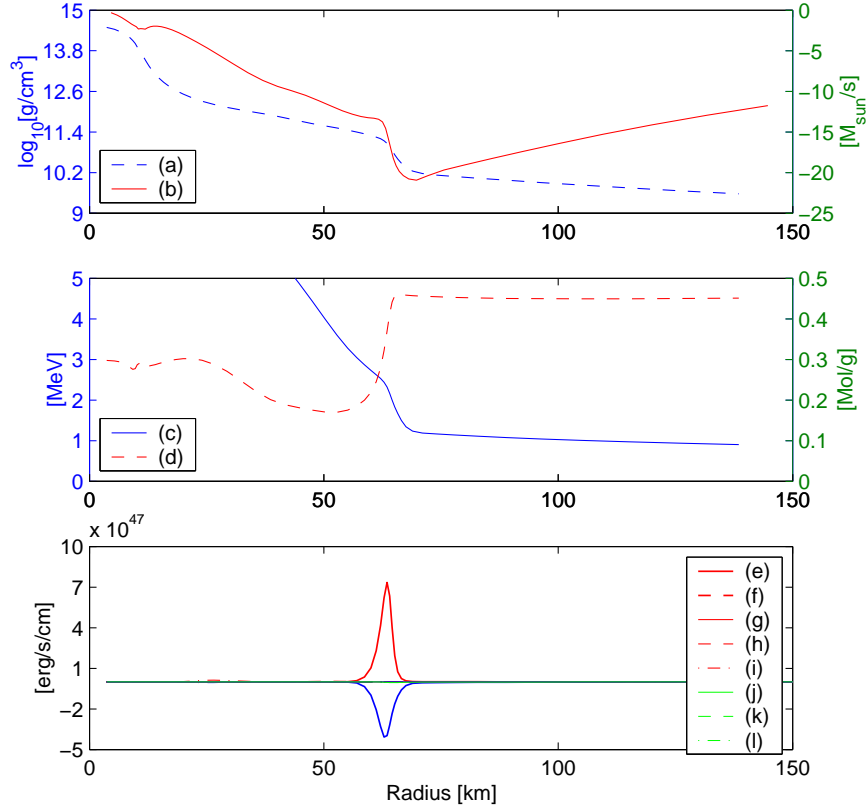 15
13.8
12.6
11.4
10.2
9
log10[g/cm3]
0
−5
−10
−15
−20
−25
[Msun/s]
(a)
(b)
0
50
100
150
5
4
3
2
1
0
[MeV]
0.5
0.4
0.3
0.2
0.1
0
[Mol/g]
(c)
(d)
0
50
100
150
x 10^47
10
7
4
1
−2
−5
[erg/s/cm]
(e)
(f)
(g)
(h)
(i)
(j)
(k)
(l)
0
50
100
150
Radius [km]